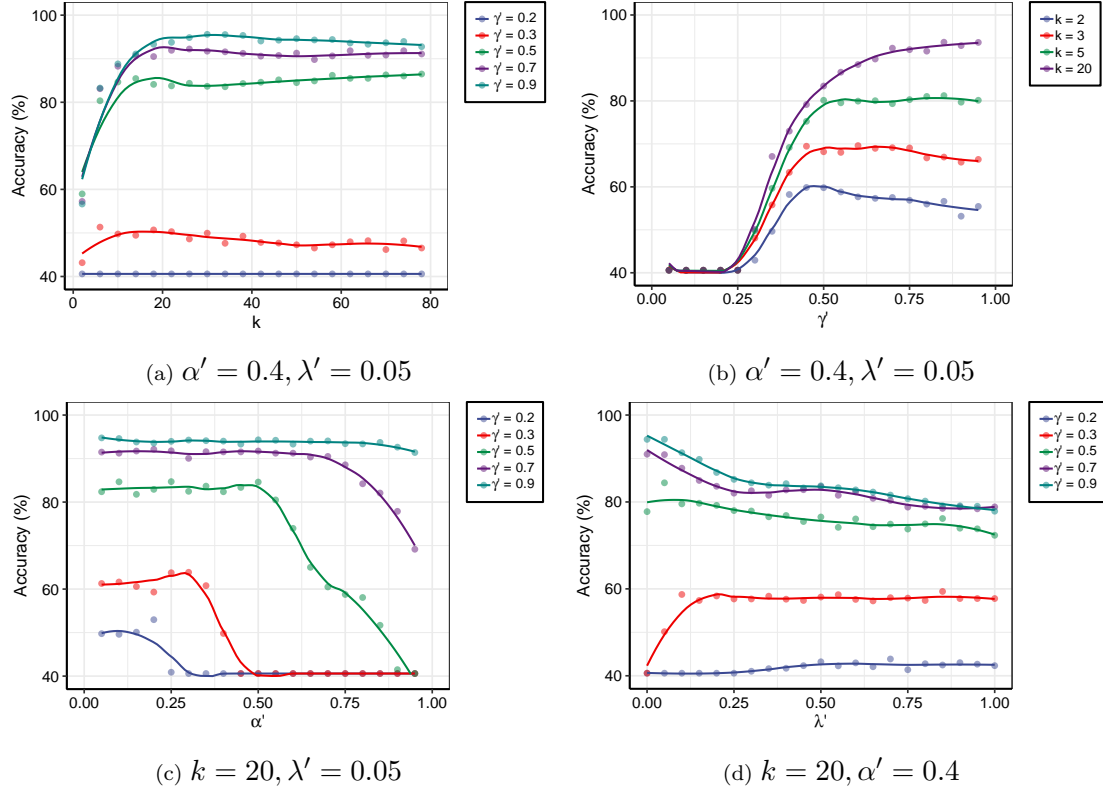 Accuracy (%)
100
80
60
40
0
20
40
60
80
k
γ' = 0.2
γ' = 0.3
γ' = 0.5
γ' = 0.7
γ' = 0.9
(a) α′ = 0.4, λ′ = 0.05
Accuracy (%)
100
80
60
40
0.00
0.25
0.50
0.75
1.00
γ'
k = 2
k = 3
k = 5
k = 20
(b) α′ = 0.4, λ′ = 0.05
Accuracy (%)
100
80
60
40
0.00
0.25
0.50
0.75
1.00
α'
γ' = 0.2
γ' = 0.3
γ' = 0.5
γ' = 0.7
γ' = 0.9
(c) k = 20, λ′ = 0.05
Accuracy (%)
100
80
60
40
0.00
0.25
0.50
0.75
1.00
λ'
γ' = 0.2
γ' = 0.3
γ' = 0.5
γ' = 0.7
γ' = 0.9
(d) k = 20, α′ = 0.4